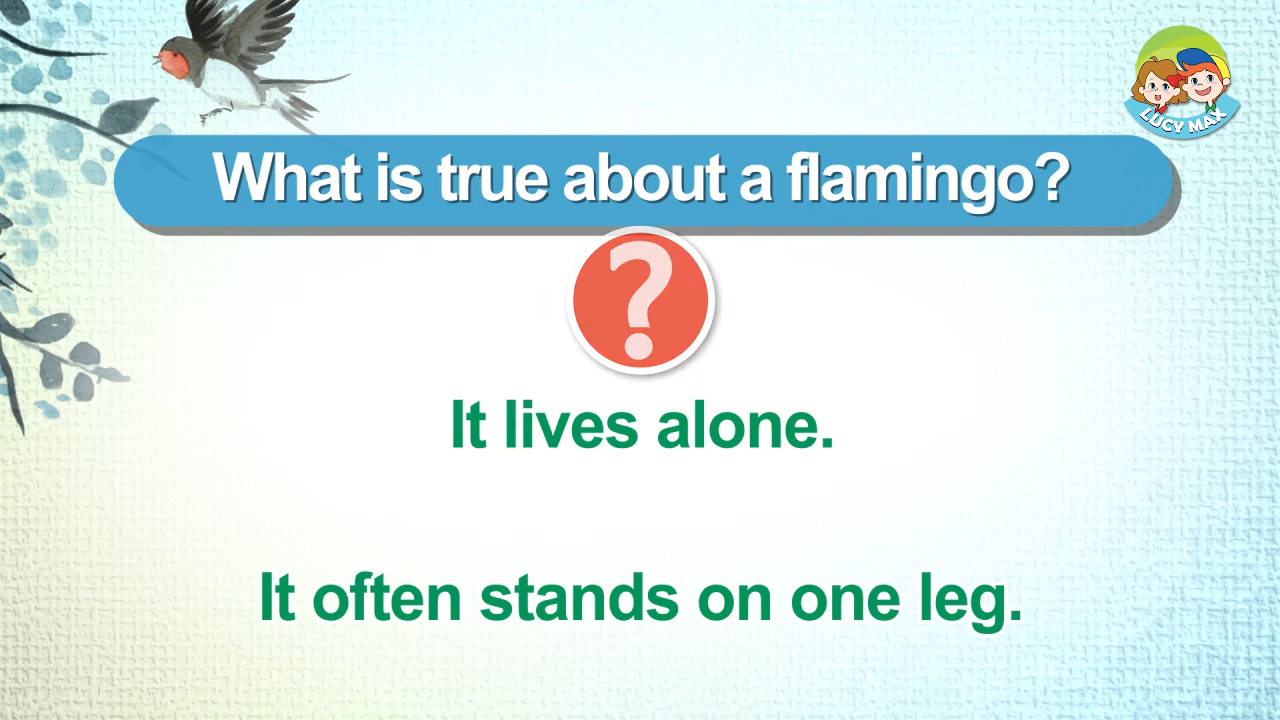 LUCY MAX
What is true about a flamingo?
?
It lives alone.
It often stands on one leg.